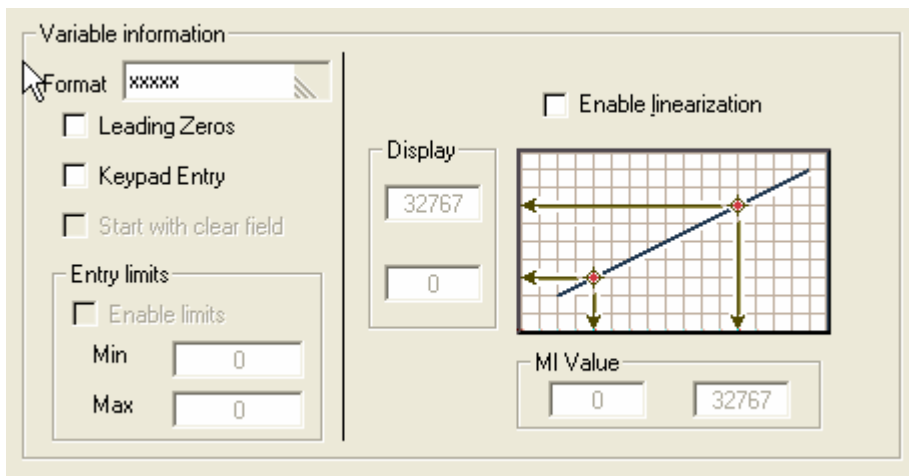 Variable information
Format xxxxx
Leading Zeros
Keypad Entry
Start with clear field
Entry limits
Enable limits
Min 0
Max 0
Enable linearization
Display
32767
0
MI Value
0 32767